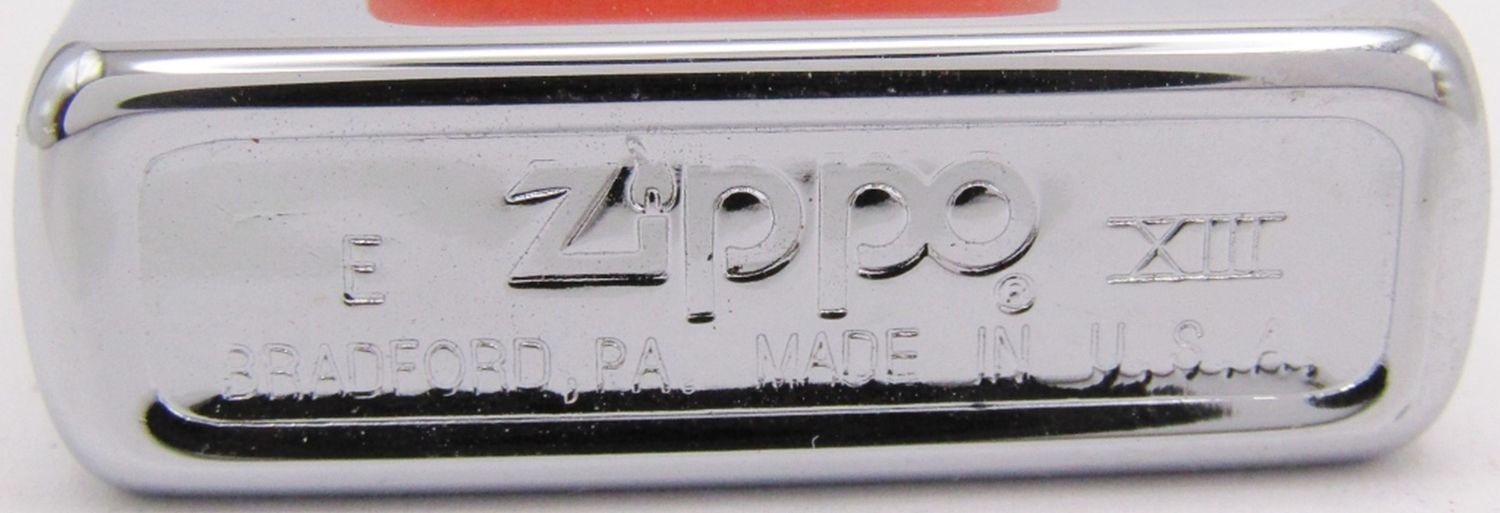 E Zippo® XIII
BRADFORD, PA. MADE IN U.S.A.